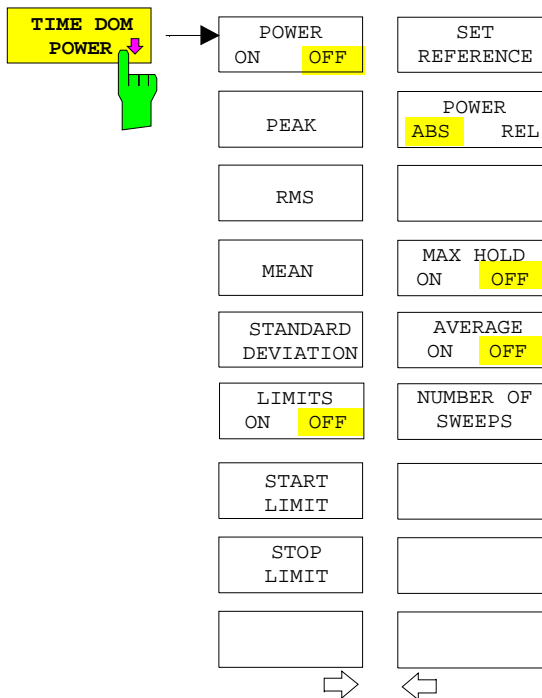 TIME DOM
POWER
POWER
ON OFF
PEAK
RMS
MEAN
STANDARD
DEVIATION
LIMITS
ON OFF
START
LIMIT
STOP
LIMIT
SET
REFERENCE
POWER
ABS REL
MAX HOLD
ON OFF
AVERAGE
ON OFF
NUMBER OF
SWEEPS